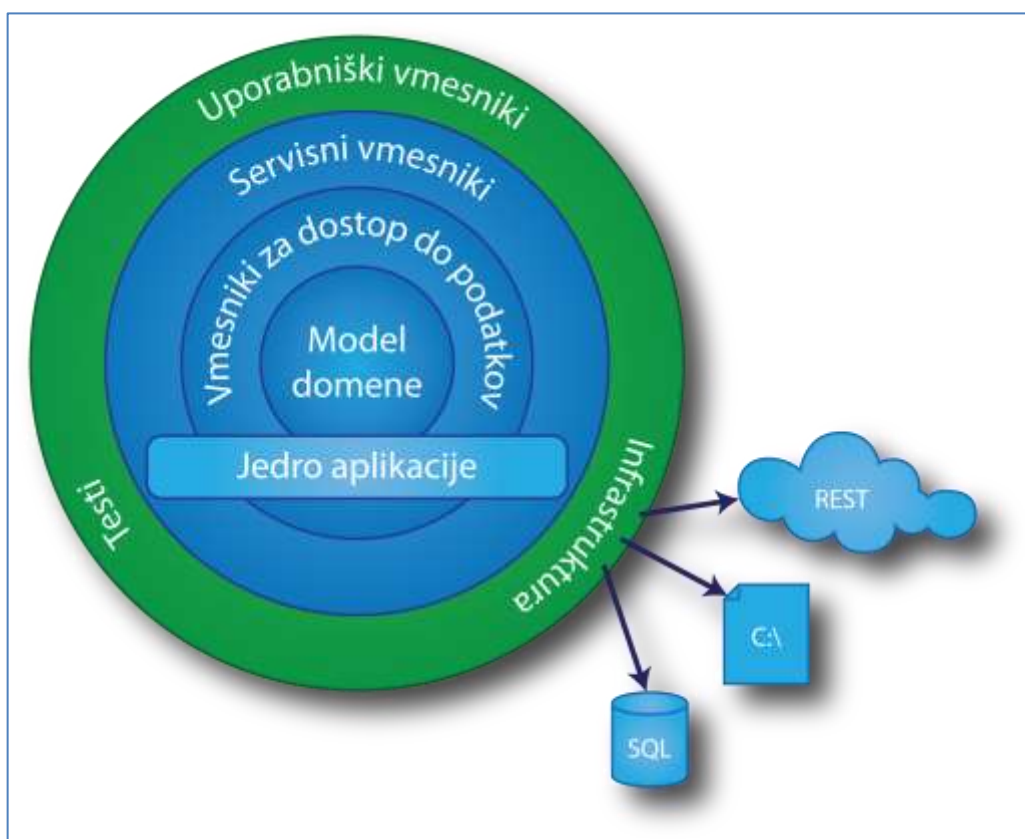 Uporabniški vmesniki
Servisni vmesniki
Vmesniki za dostop do podatkov
Model
domene
Jedro aplikacije
Testi
Infrastruktura
REST
C:\
SQL